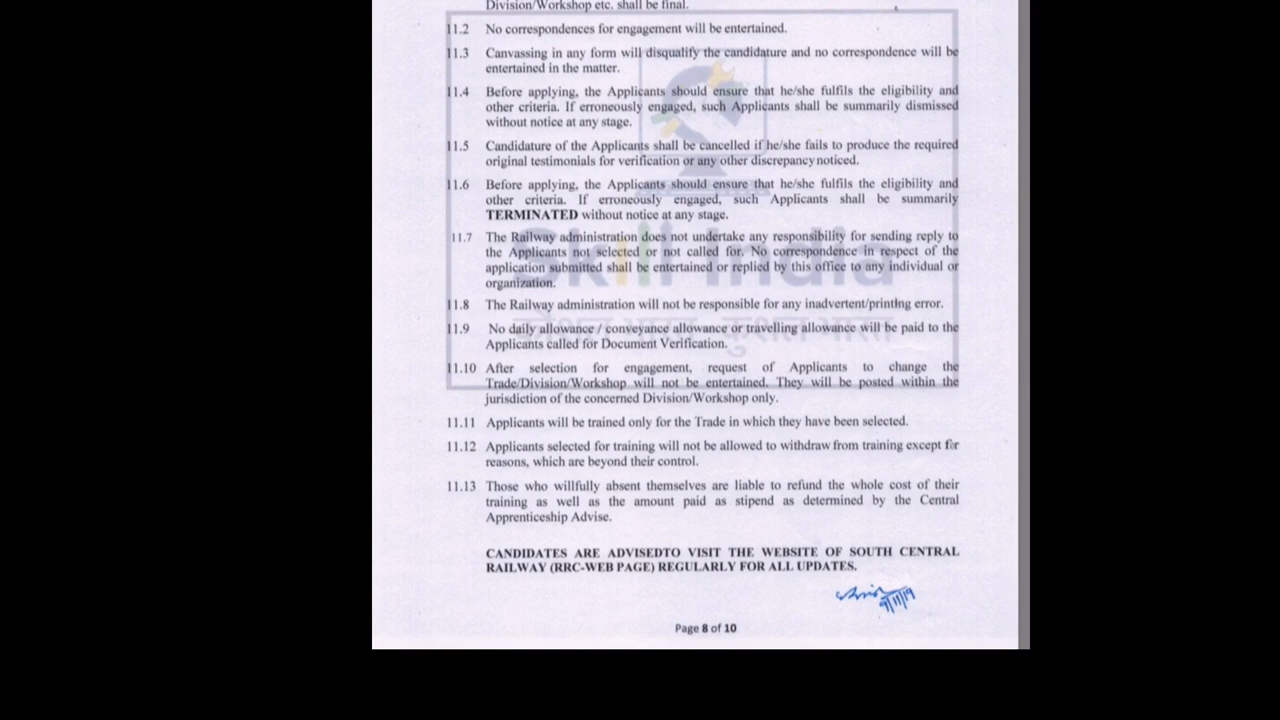 Division/Workshop etc. shall be final.
11.2 No correspondences for engagement will be entertained.
11.3 Canvassing in any form will disqualify the candidature and no correspondence will be
entertained in the matter.
11.4 Before applying, the Applicants should ensure that he/she fulfils the eligibility and
other criteria. If erroneously engaged, such Applicants shall be summarily dismissed
without notice at any stage.
11.5 Candidature of the Applicants shall be cancelled if he/she fails to produce the required
original testimonials for verification or any other discrepancy noticed.
11.6 Before applying, the Applicants should ensure that he/she fulfils the eligibility and
other criteria. If erroneously engaged, such Applicants shall be summarily
TERMINATED without notice at any stage.
11.7 The Railway administration does not undertake any responsibility for sending reply to
the Applicants not selected or not called for. No correspondence in respect of the
application submitted shall be entertained or replied by this office to any individual or
organization.
Skill India
11.8 The Railway administration will not be responsible for any inadvertent/printing error.
11.9 No daily allowance / conveyance allowance or travelling allowance will be paid to the
Applicants called for Document Verification.
कौशल भारत - कुशल भारत
11.10 After selection for engagement, request of Applicants to change the
Trade/Division/Workshop will not be entertained. They will be posted within the
jurisdiction of the concerned Division/Workshop only.
11.11 Applicants will be trained only for the Trade in which they have been selected.
11.12 Applicants selected for training will not be allowed to withdraw from training except for
reasons, which are beyond their control.
11.13 Those who willfully absent themselves are liable to refund the whole cost of their
training as well as the amount paid as stipend as determined by the Central
Apprenticeship Advise.
CANDIDATES ARE ADVISEDTO VISIT THE WEBSITE OF SOUTH CENTRAL
RAILWAY (RRC-WEB PAGE) REGULARLY FOR ALL UPDATES.
9/11/19
Page 8 of 10